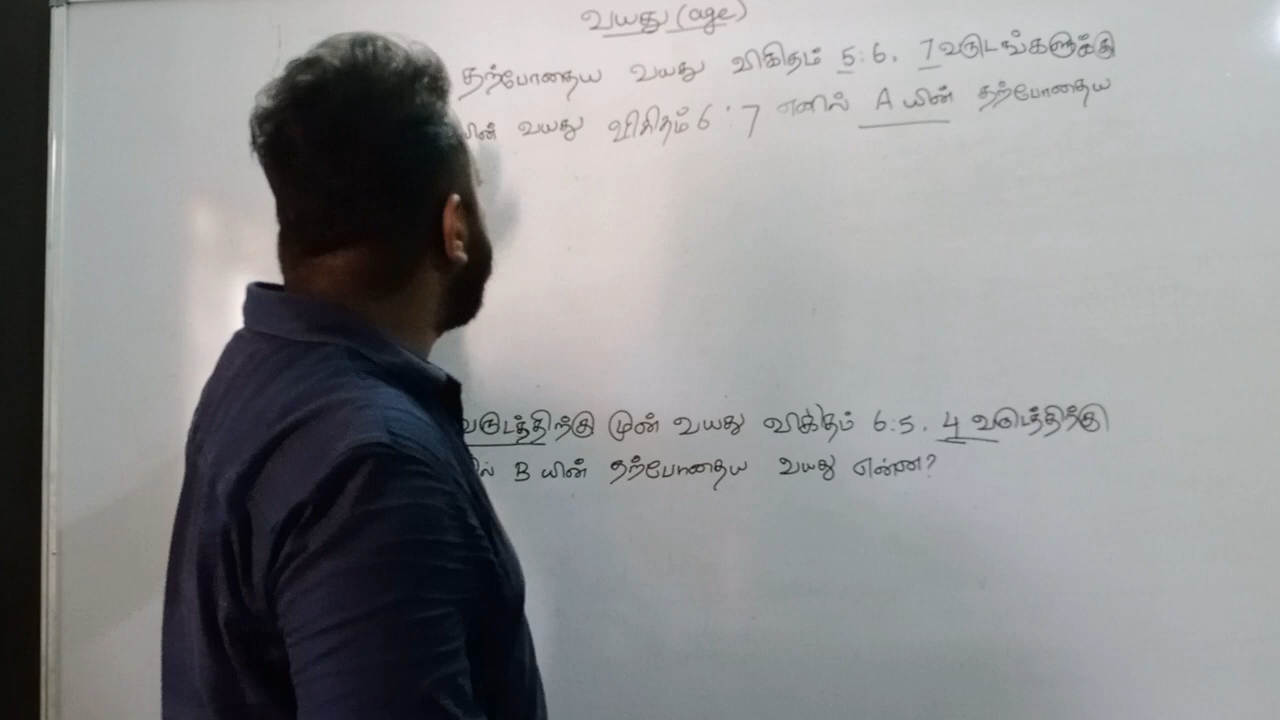 வயது (age)
தற்போதைய வயது விகிதம் 5:6. 7 வருடங்களுக்கு
யின் வயது விகிதம் 6:7 எனில் A யின் தற்போதைய
வருடத்திற்கு முன் வயது விகிதம் 6:5. 4 வருடத்திற்கு
B யின் தற்போதைய வயது என்ன?